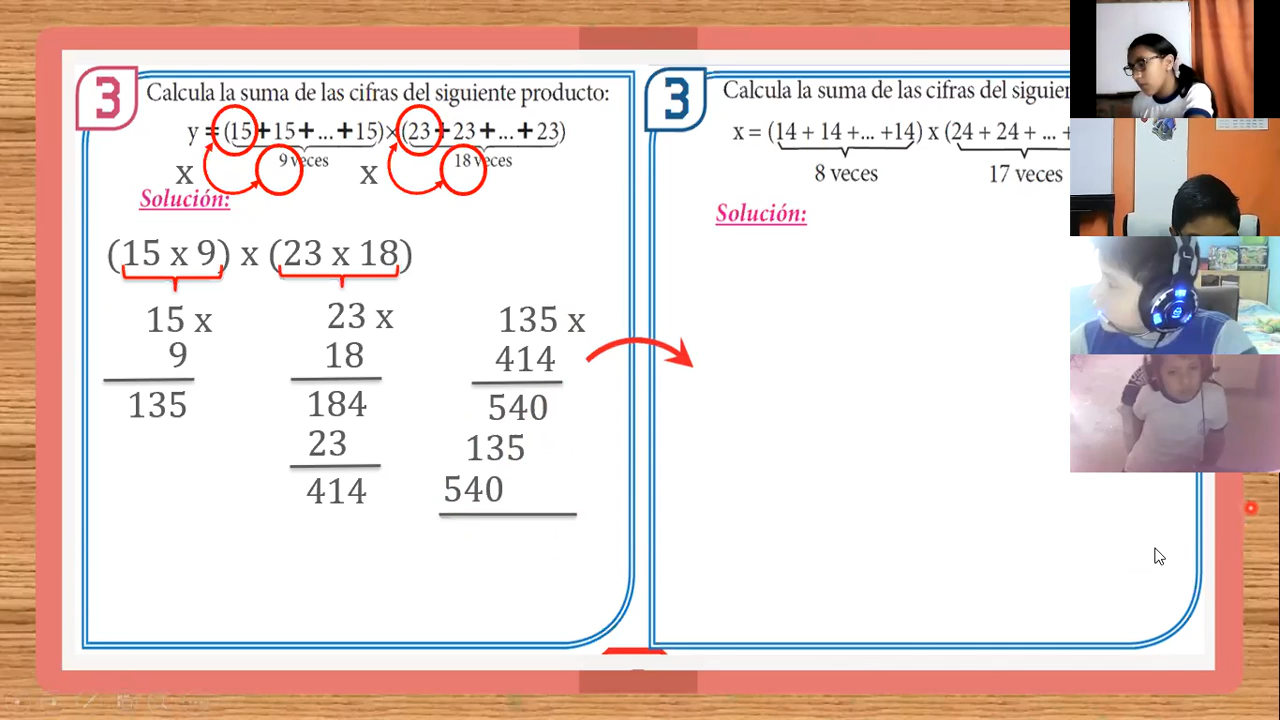 3
Calcula la suma de las cifras del siguiente producto:
y = (15+15+...+15)×(23+23+...+23)
9 veces
18 veces
x
x
Solución:
(15 x 9) x (23 x 18)
15 x
9
135
23 x
18
184
23
414
135 x
414
540
135
540
3
Calcula la suma de las cifras del
x = (14 + 14 +... +14) x (24 + 24 + ... +
8 veces
17 veces
Solución: